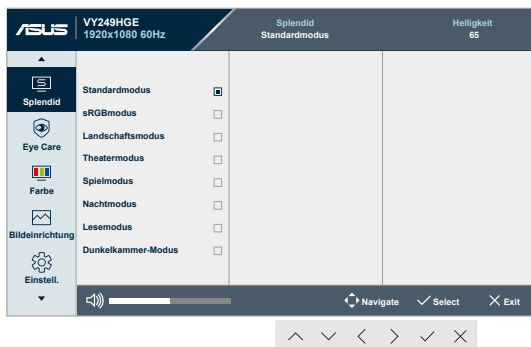 ASUS
VY249HGE
1920x1080 60Hz
Splendid
Standardmodus
Helligkeit
65
Splendid
Eye Care
Farbe
Bildeinrichtung
Einstell.
Standardmodus
sRGBmodus
Landschaftsmodus
Theatermodus
Spielmodus
Nachtmodus
Lesemodus
Dunkelkammer-Modus
Navigate
Select
Exit